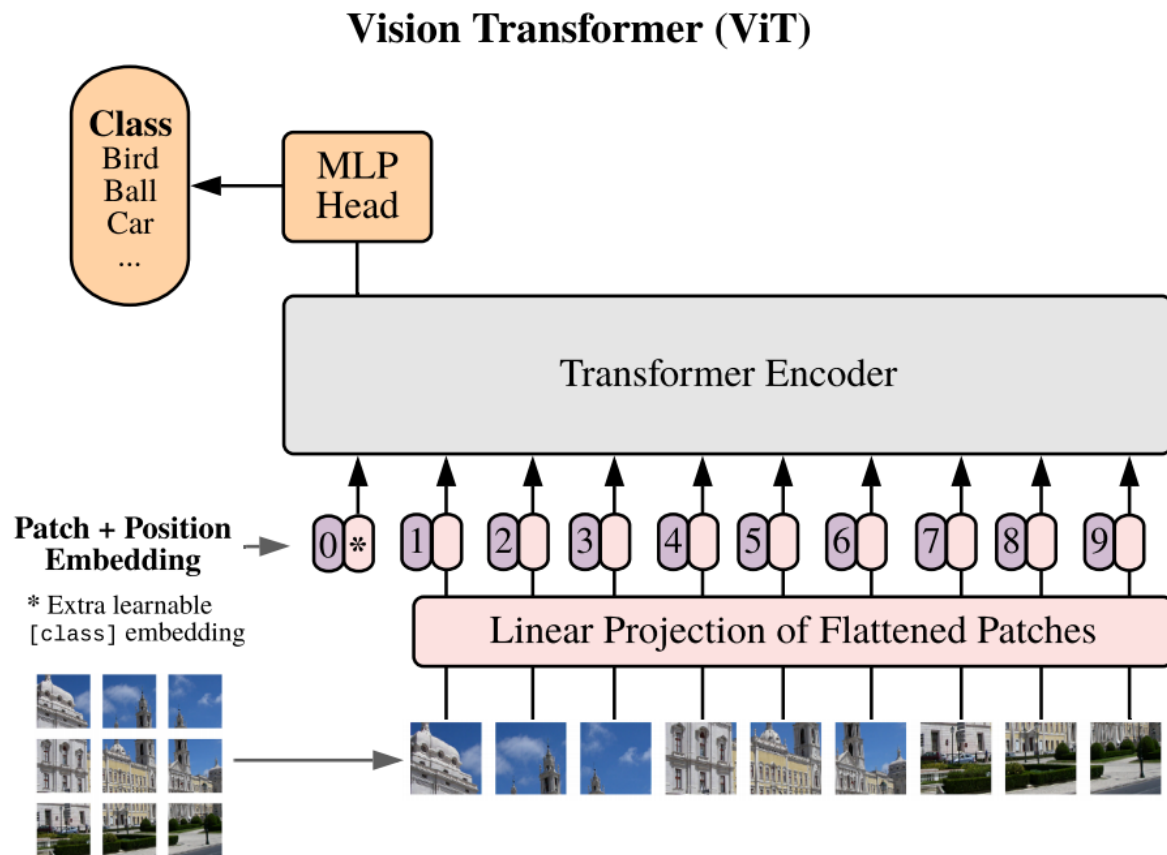 Vision Transformer (ViT)
Class
Bird
Ball
Car
...
MLP
Head
Transformer Encoder
Patch + Position
Embedding
0 * 1 2 3 4 5 6 7 8 9
* Extra learnable
[class] embedding
Linear Projection of Flattened Patches